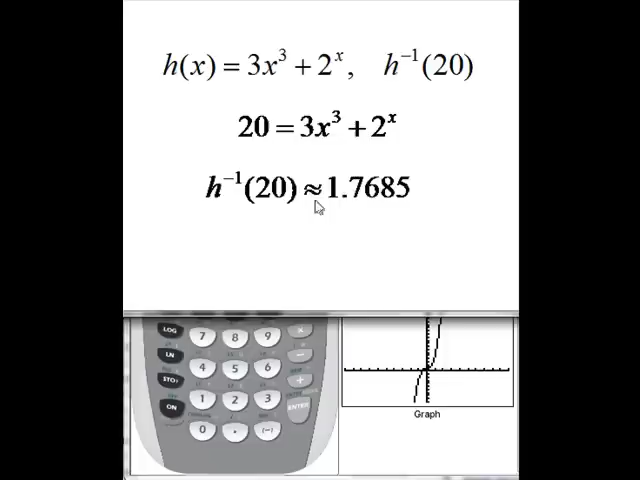 h(x) = 3x³ + 2ˣ, h⁻¹(20)
20 = 3x³ + 2ˣ
h⁻¹(20) ≈ 1.7685
LOG 7 8 9 ×
LN 4 5 6 −
STO› 1 2 3 +
ON 0 . (−) ENTER
Graph